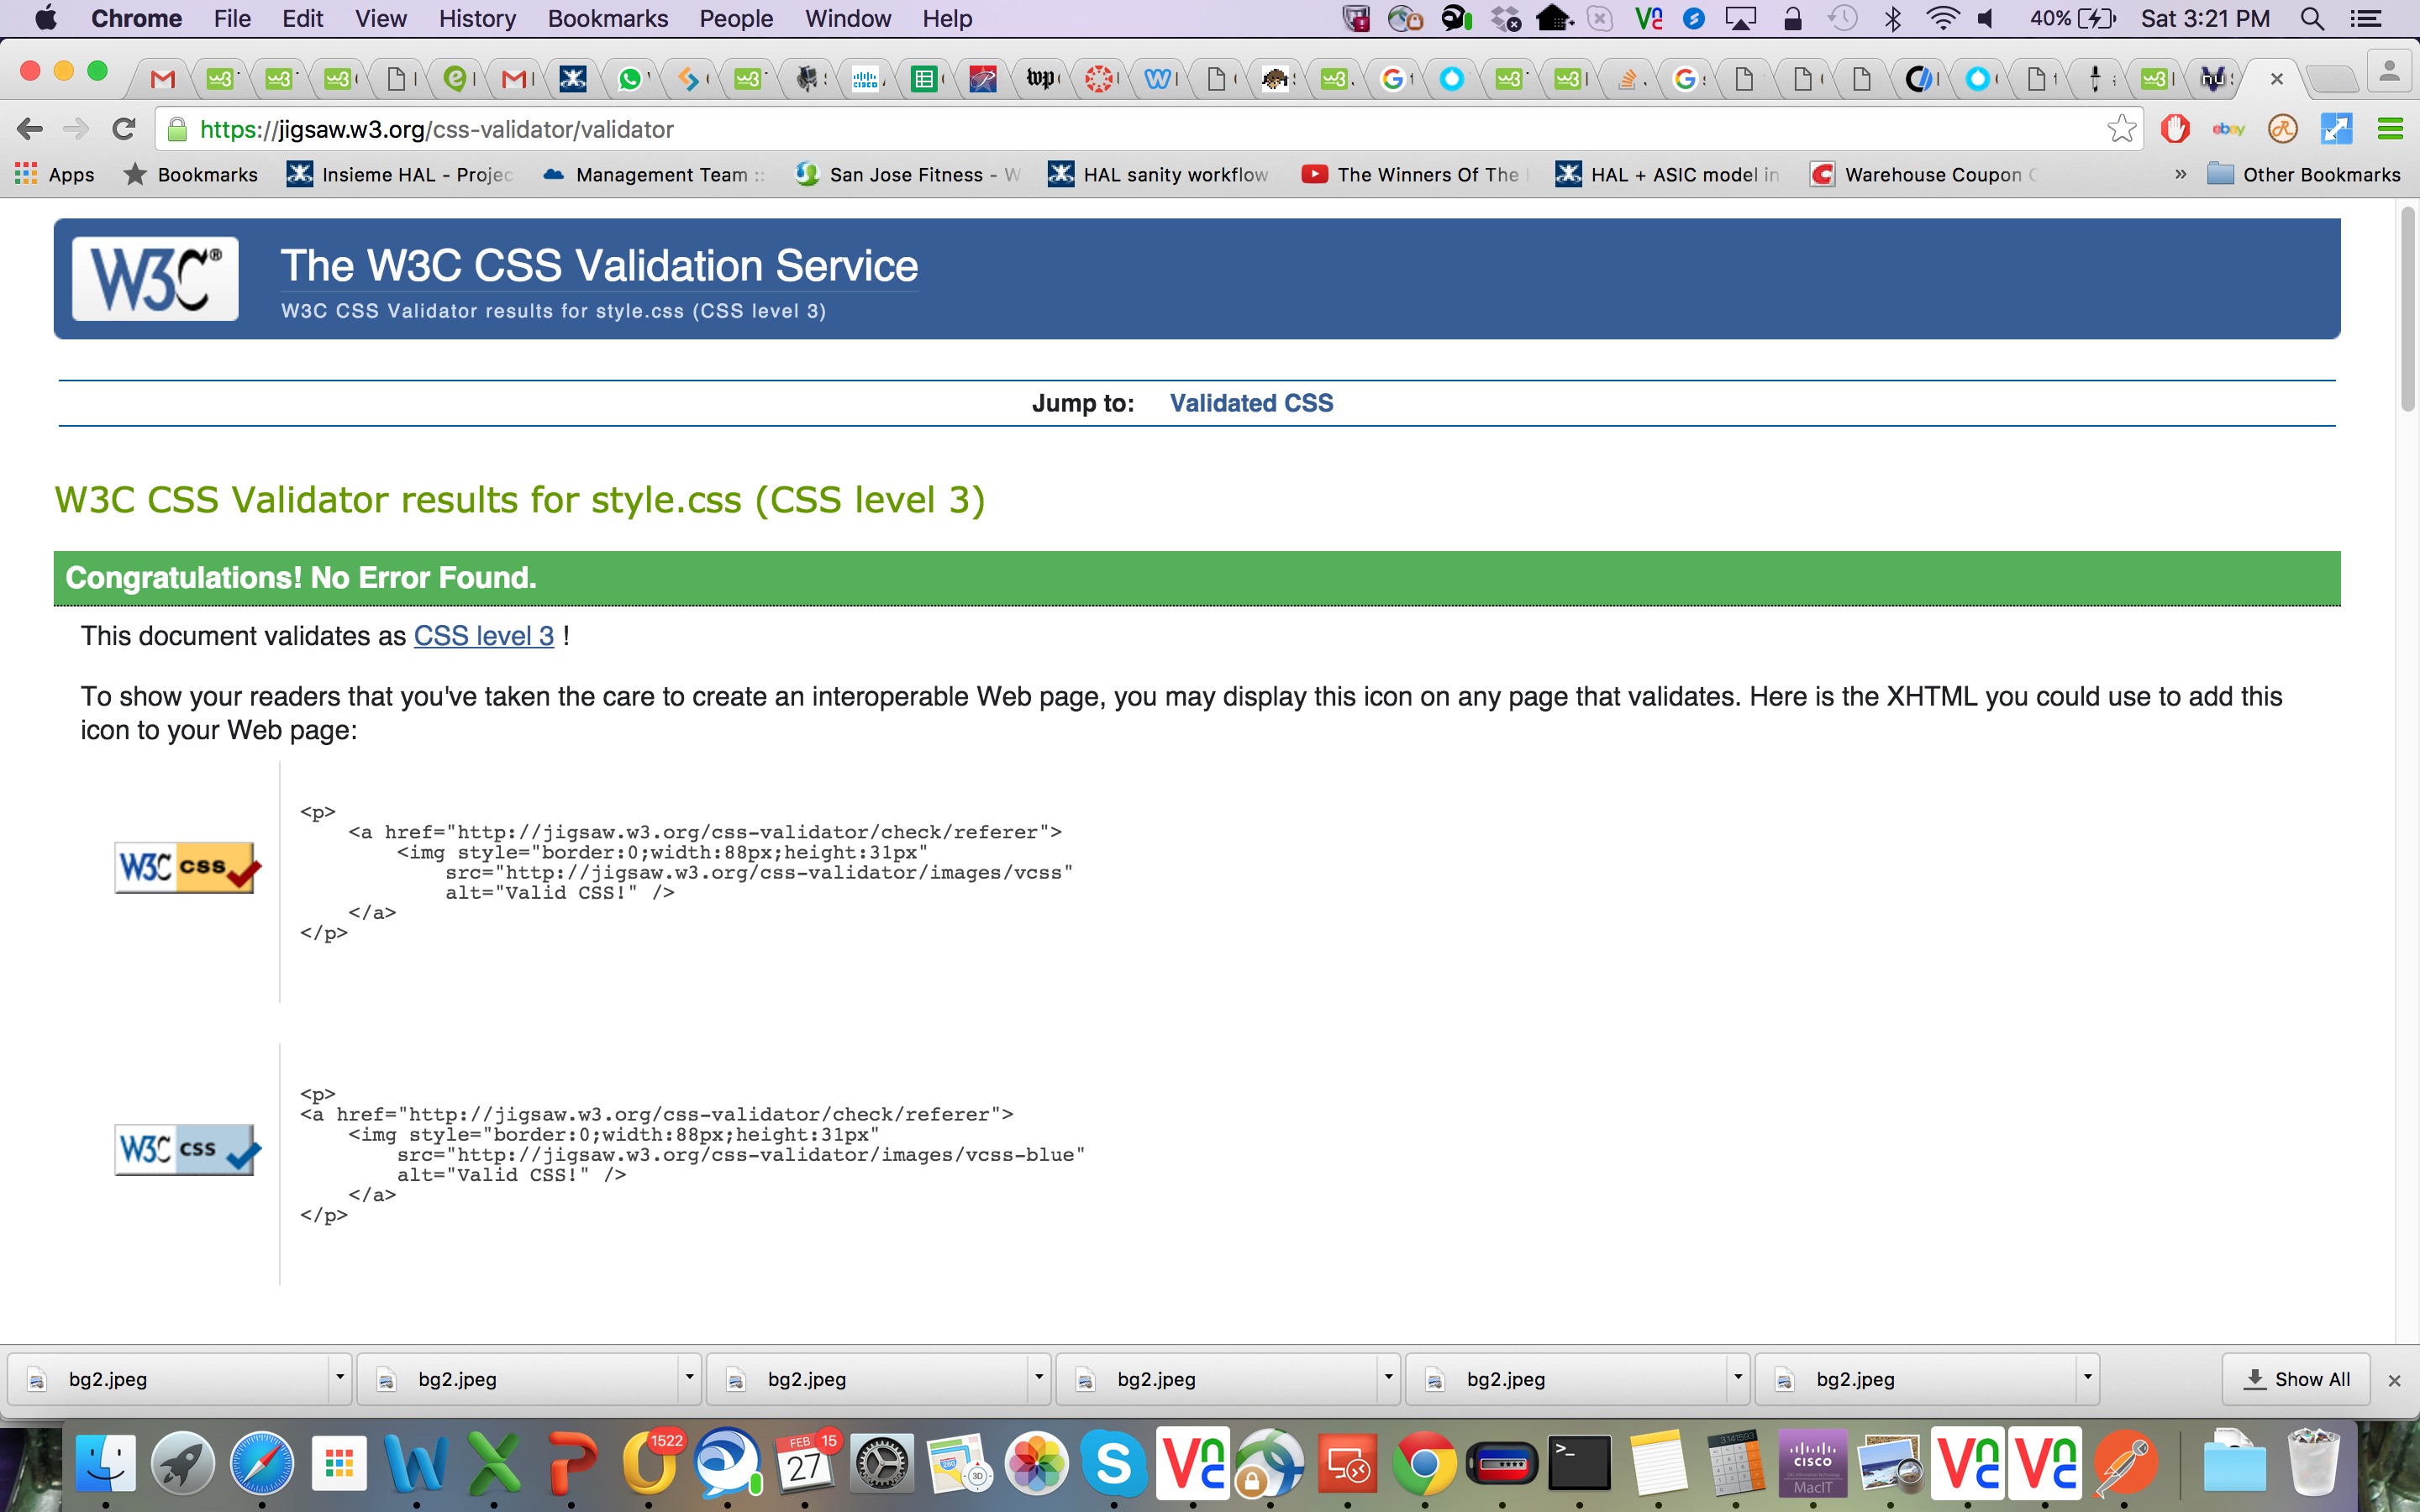 Chrome File Edit View History Bookmarks People Window Help 40% Sat 3:21 PM
https://jigsaw.w3.org/css-validator/validator
Apps Bookmarks Insieme HAL - Projec Management Team :: San Jose Fitness - W HAL sanity workflow The Winners Of The HAL + ASIC model in Warehouse Coupon C » Other Bookmarks
W3C® The W3C CSS Validation Service
W3C CSS Validator results for style.css (CSS level 3)
Jump to: Validated CSS
W3C CSS Validator results for style.css (CSS level 3)
Congratulations! No Error Found.
This document validates as CSS level 3 !
To show your readers that you've taken the care to create an interoperable Web page, you may display this icon on any page that validates. Here is the XHTML you could use to add this
icon to your Web page:
<p>
<a href="http://jigsaw.w3.org/css-validator/check/referer">
<img style="border:0;width:88px;height:31px"
W3C css
src="http://jigsaw.w3.org/css-validator/images/vcss"
alt="Valid CSS!" />
</a>
</p>
<p>
<a href="http://jigsaw.w3.org/css-validator/check/referer">
<img style="border:0;width:88px;height:31px"
W3C css
src="http://jigsaw.w3.org/css-validator/images/vcss-blue"
alt="Valid CSS!" />
</a>
</p>
bg2.jpeg bg2.jpeg bg2.jpeg bg2.jpeg bg2.jpeg bg2.jpeg Show All
1522 FEB 15
27
280 3D
3.141593
CISCO
MacIT